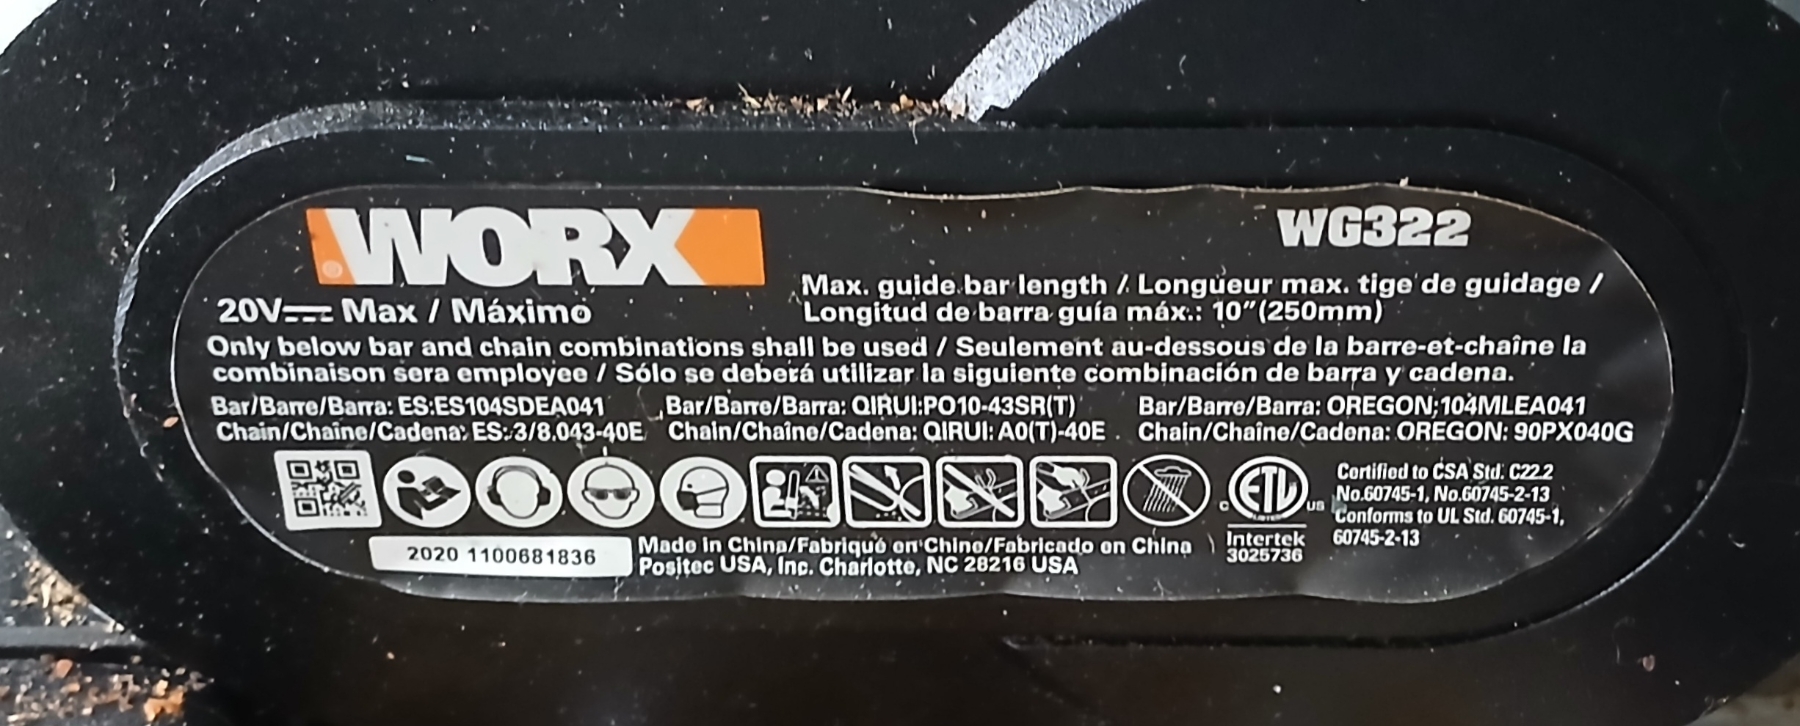 WORX
WG322
20V Max / Máximo
Max. guide bar length / Longueur max. tige de guidage /
Longitud de barra guía máx.: 10"(250mm)
Only below bar and chain combinations shall be used / Seulement au-dessous de la barre-et-chaîne la
combinaison sera employee / Sólo se deberá utilizar la siguiente combinación de barra y cadena.
Bar/Barre/Barra: ES:ES104SDEA041
Chain/Chaîne/Cadena: ES: 3/8.043-40E
Bar/Barre/Barra: QIRUI:PO10-43SR(T)
Chain/Chaîne/Cadena: QIRUI: A0(T)-40E
Bar/Barre/Barra: OREGON:104MLEA041
Chain/Chaîne/Cadena: OREGON: 90PX040G
C ETL US
LISTED
Intertek
3025736
Certified to CSA Std. C22.2
No.60745-1, No.60745-2-13
Conforms to UL Std. 60745-1,
60745-2-13
2020 1100681836
Made in China/Fabriqué en Chine/Fabricado en China
Positec USA, Inc. Charlotte, NC 28216 USA